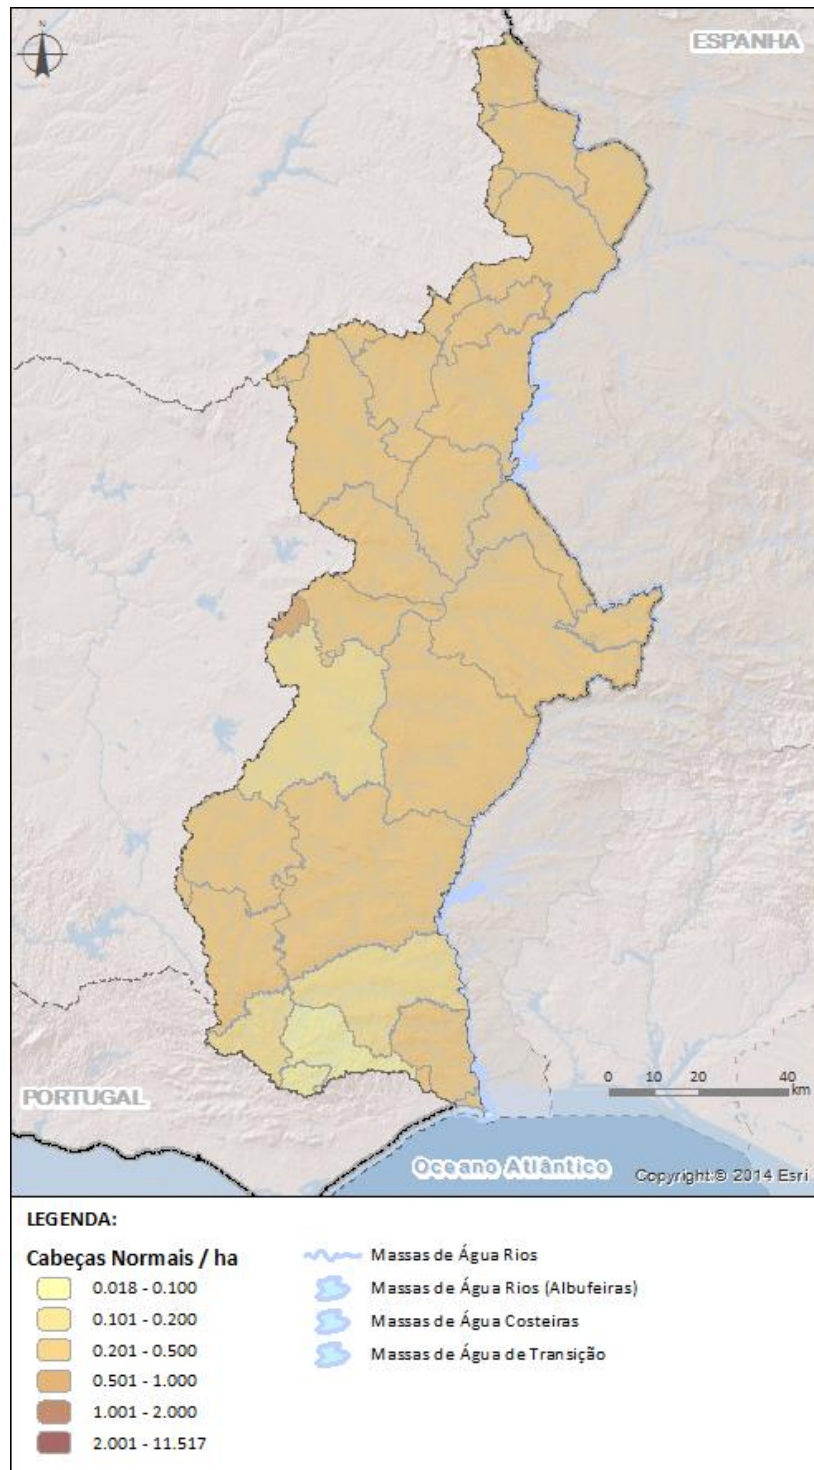 N
ESPANHA
0 10 20 40
km
PORTUGAL
Oceano Atlântico
Copyright:© 2014 Esri
LEGENDA:
Cabeças Normais / ha
0.018 - 0.100
0.101 - 0.200
0.201 - 0.500
0.501 - 1.000
1.001 - 2.000
2.001 - 11.517
Massas de Água Rios
Massas de Água Rios (Albufeiras)
Massas de Água Costeiras
Massas de Água de Transição